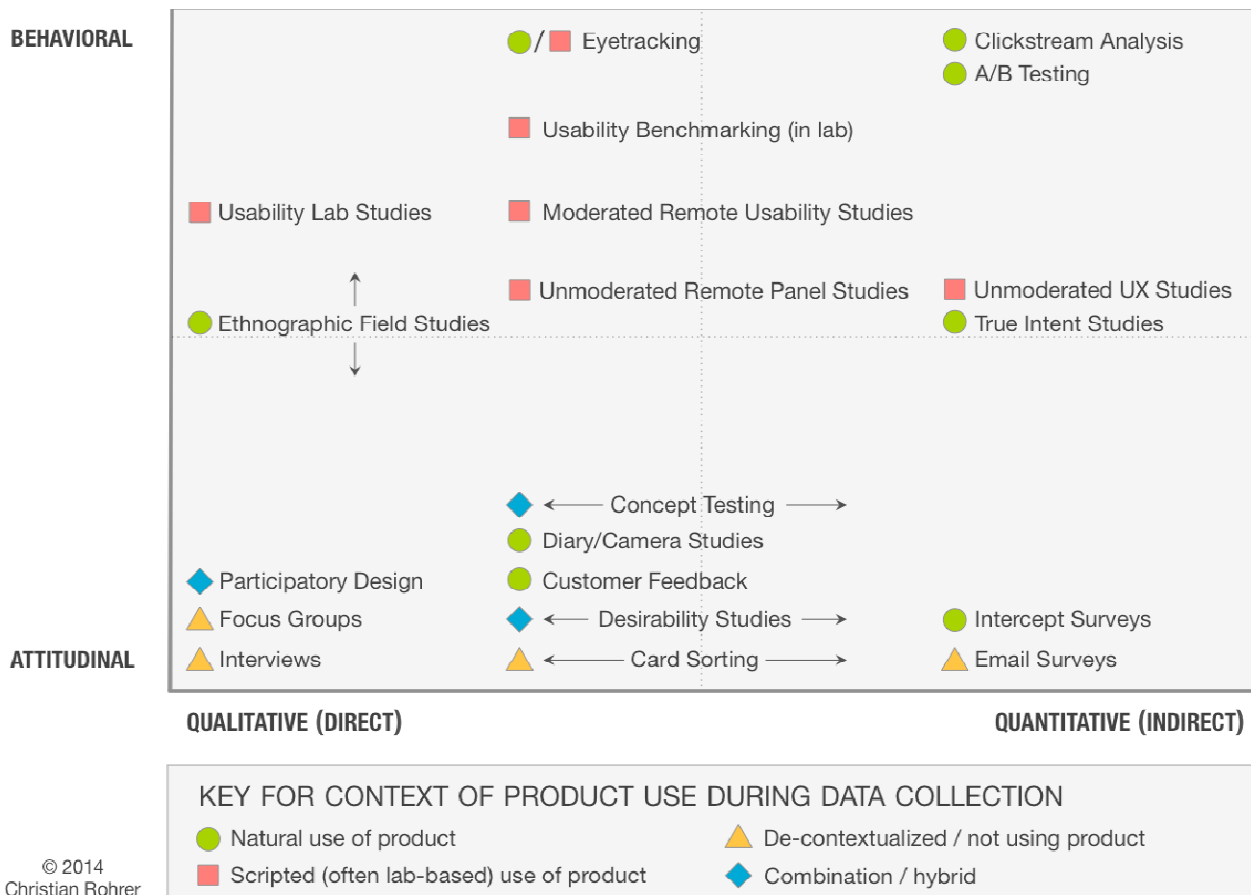 BEHAVIORAL
/ Eyetracking
Clickstream Analysis
A/B Testing
Usability Benchmarking (in lab)
Usability Lab Studies
Moderated Remote Usability Studies
Unmoderated Remote Panel Studies
Unmoderated UX Studies
Ethnographic Field Studies
True Intent Studies
Concept Testing
Diary/Camera Studies
Participatory Design
Customer Feedback
Focus Groups
Desirability Studies
Intercept Surveys
ATTITUDINAL
Interviews
Card Sorting
Email Surveys
QUALITATIVE (DIRECT)
QUANTITATIVE (INDIRECT)
KEY FOR CONTEXT OF PRODUCT USE DURING DATA COLLECTION
Natural use of product
De-contextualized / not using product
Scripted (often lab-based) use of product
Combination / hybrid
© 2014
Christian Rohrer